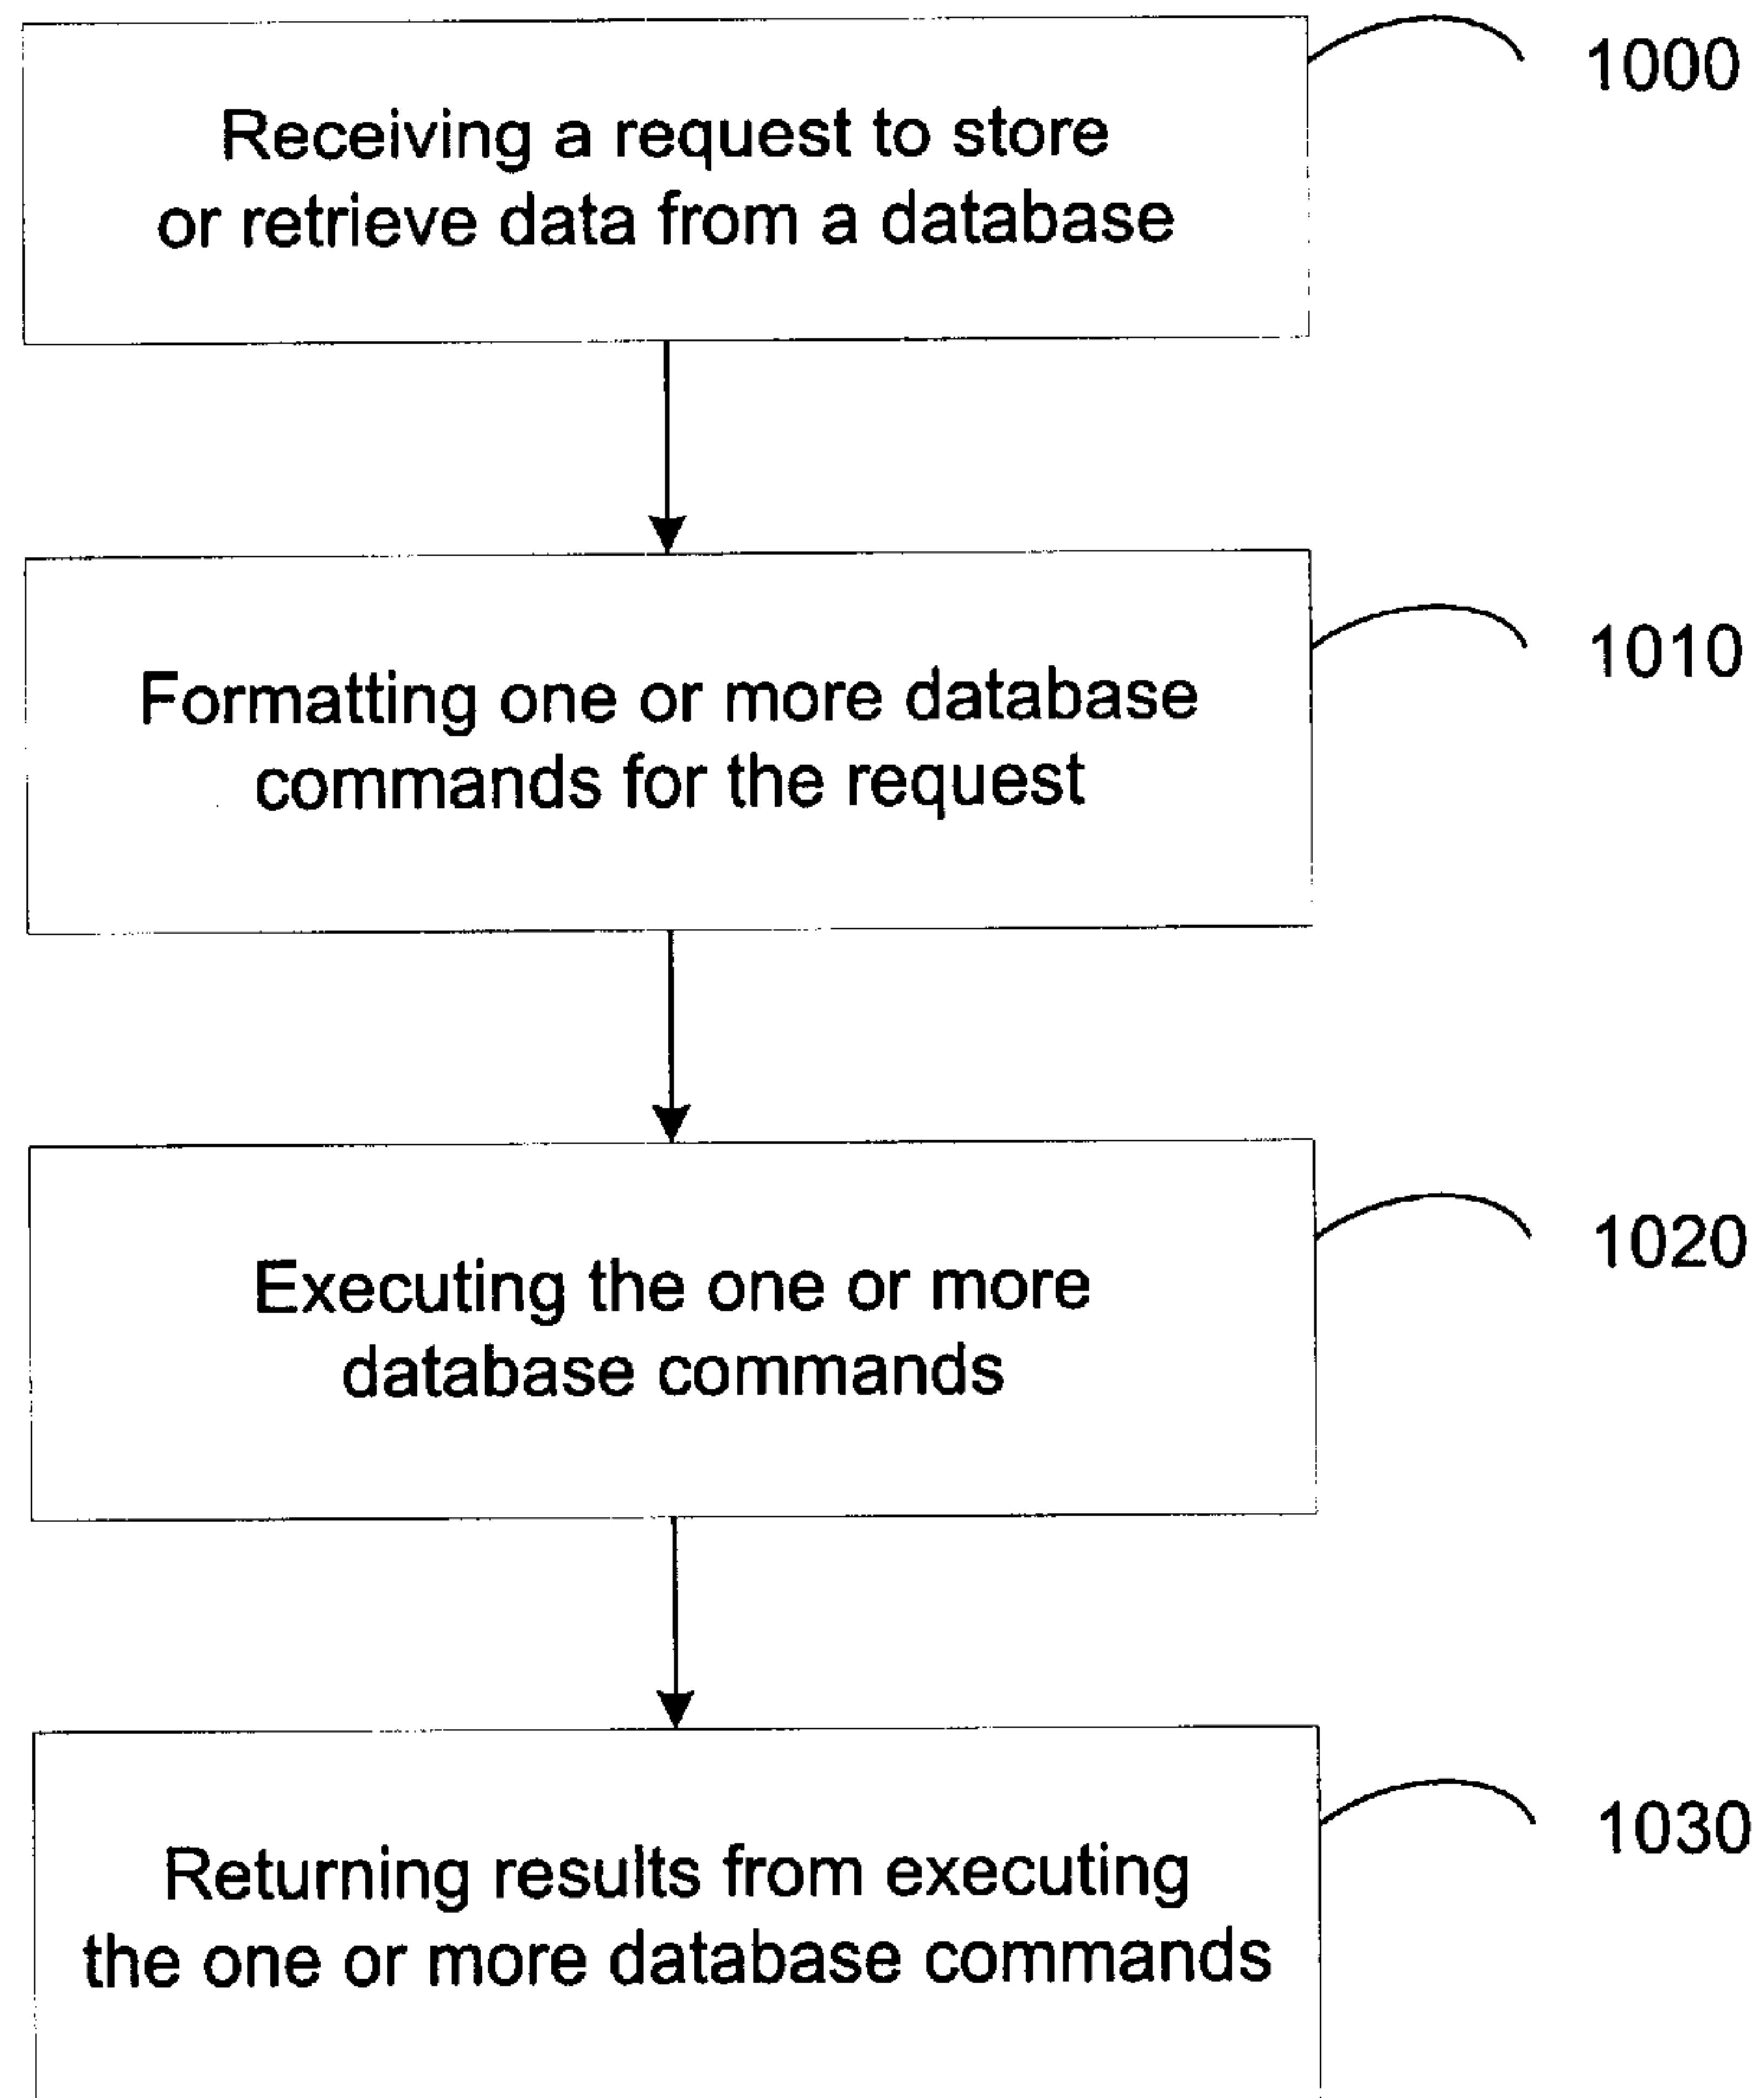 1000
Receiving a request to store
or retrieve data from a database
1010
Formatting one or more database
commands for the request
1020
Executing the one or more
database commands
1030
Returning results from executing
the one or more database commands